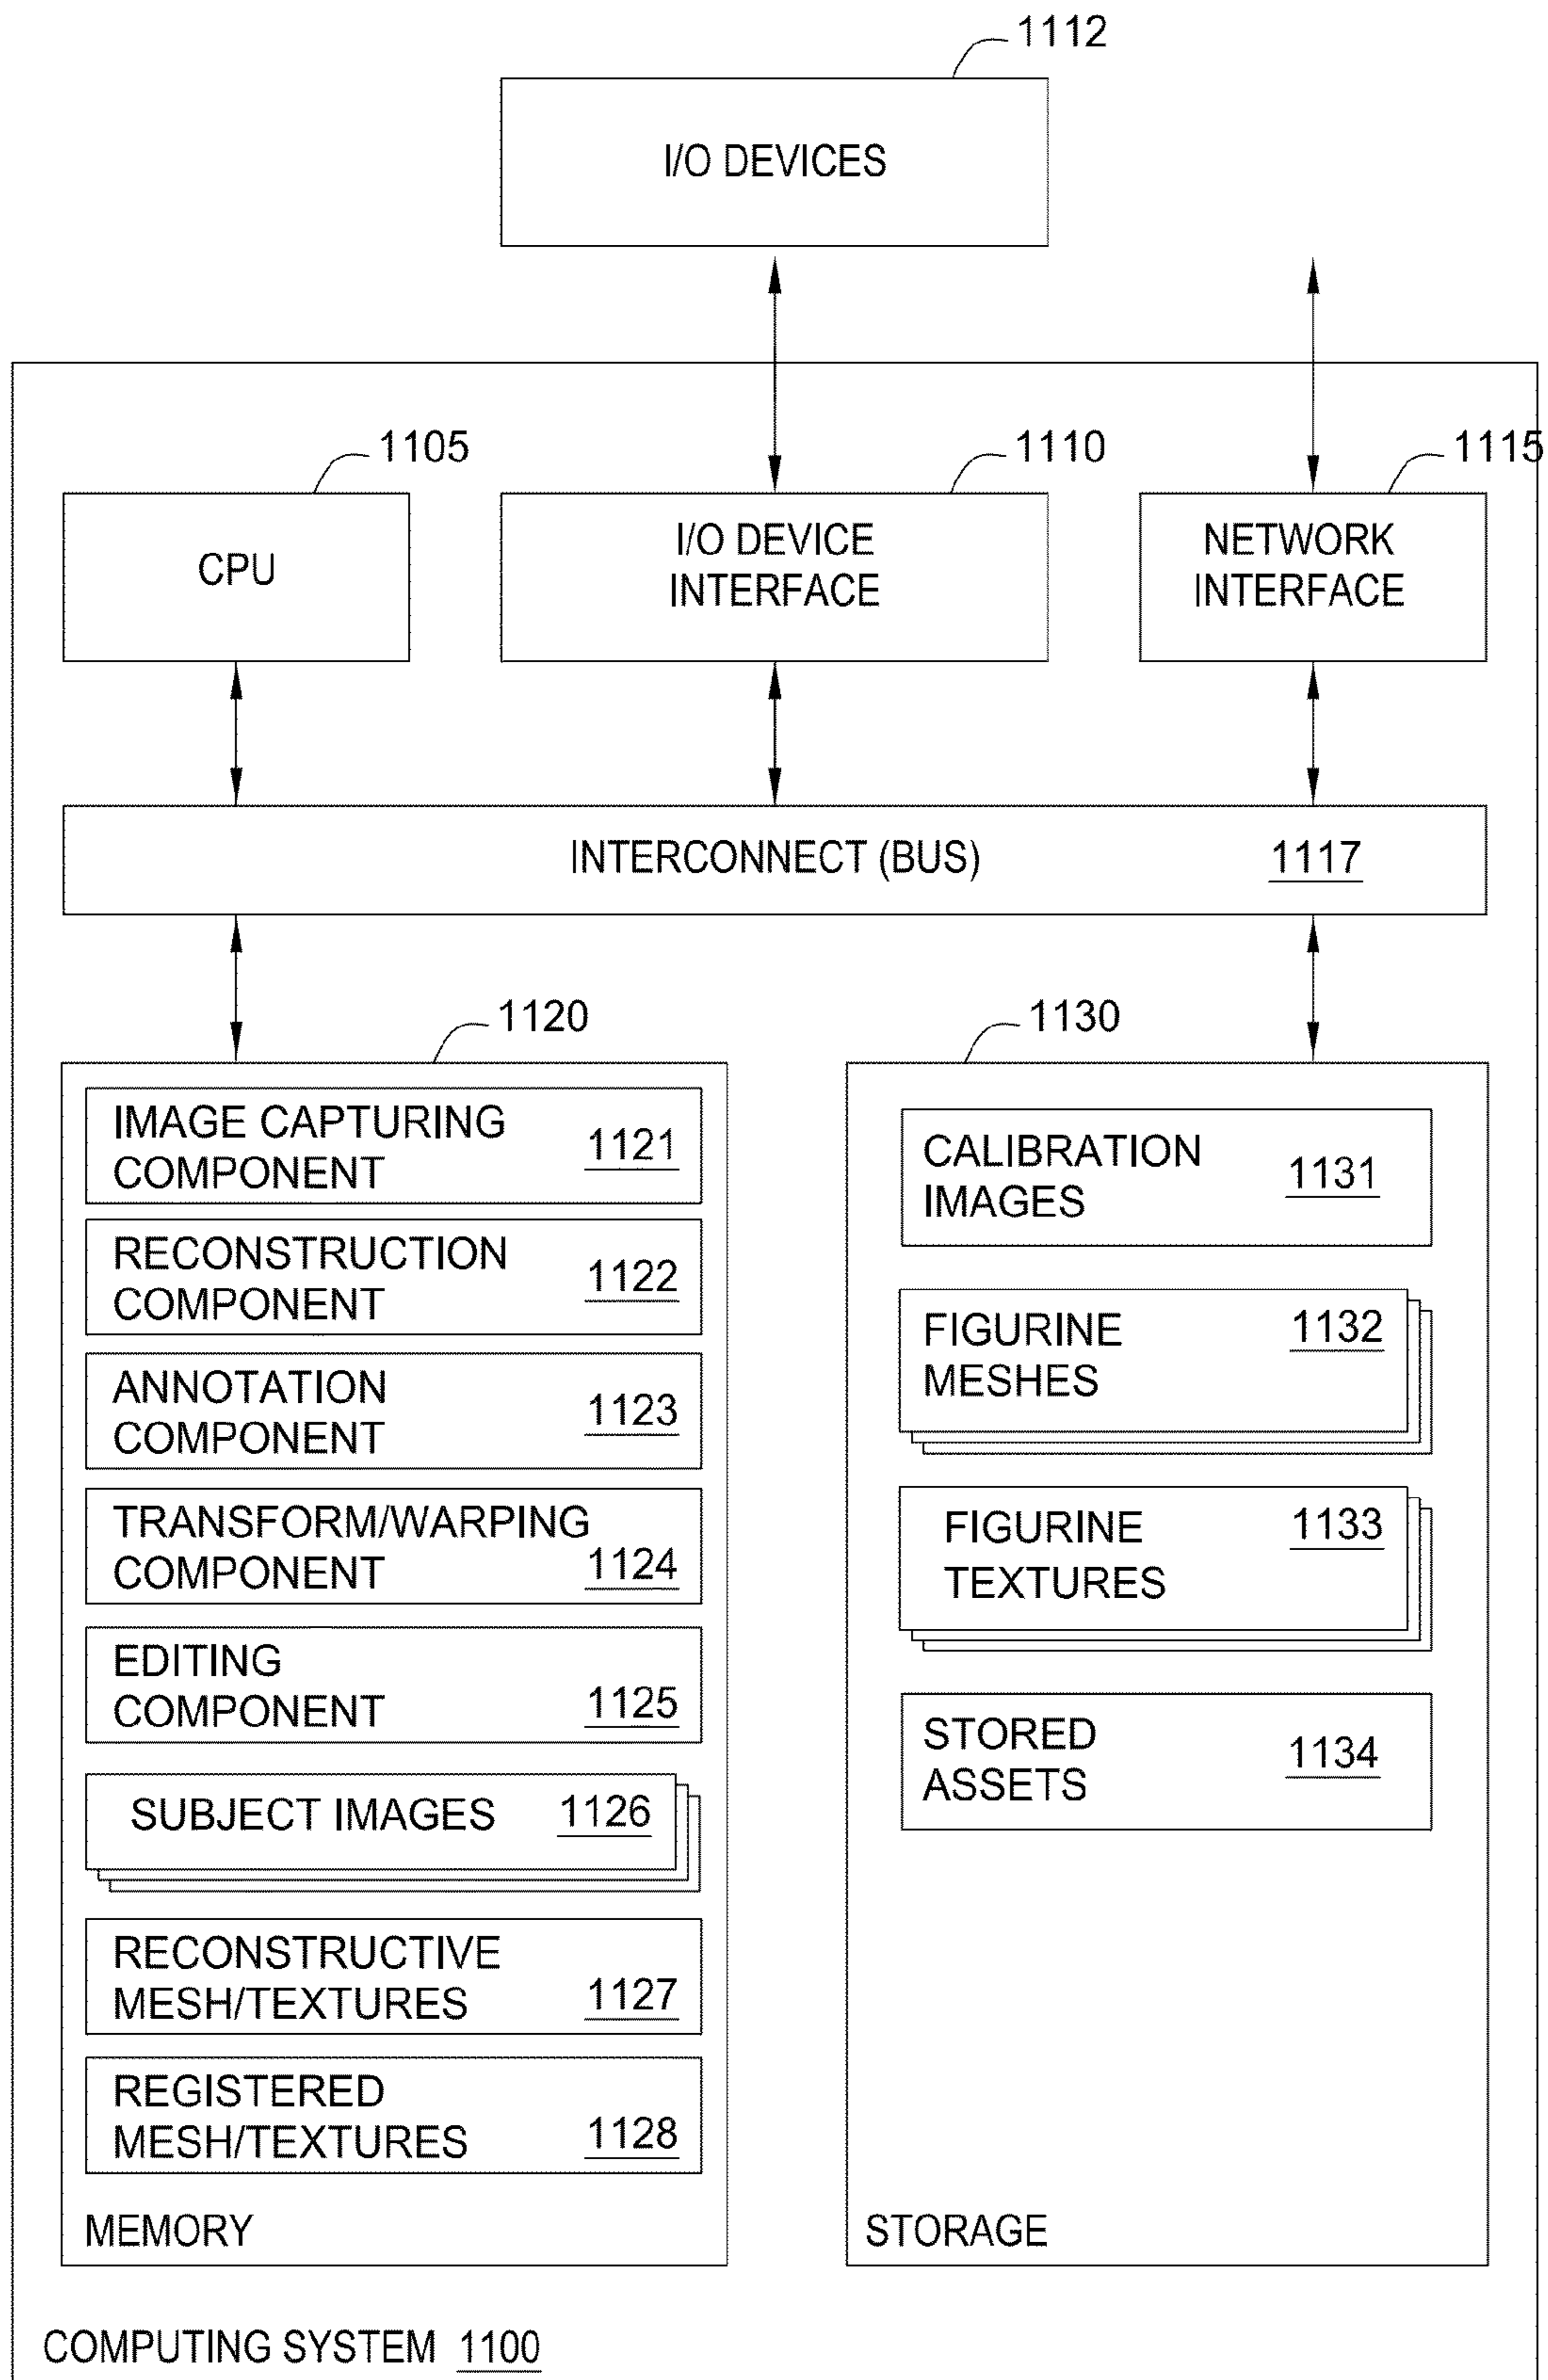 1112
I/O DEVICES
1105
1110
1115
CPU
I/O DEVICE
INTERFACE
NETWORK
INTERFACE
INTERCONNECT (BUS) 1117
1120
1130
IMAGE CAPTURING
COMPONENT 1121
RECONSTRUCTION
COMPONENT 1122
ANNOTATION
COMPONENT 1123
TRANSFORM/WARPING
COMPONENT 1124
EDITING
COMPONENT 1125
SUBJECT IMAGES 1126
RECONSTRUCTIVE
MESH/TEXTURES 1127
REGISTERED
MESH/TEXTURES 1128
MEMORY
CALIBRATION
IMAGES 1131
FIGURINE 1132
MESHES
FIGURINE 1133
TEXTURES
STORED
ASSETS 1134
STORAGE
COMPUTING SYSTEM 1100